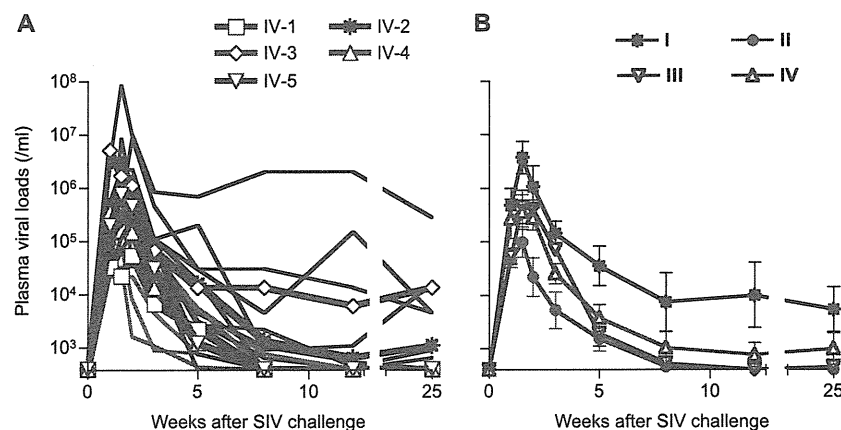 A
IV-1 IV-2
IV-3 IV-4
IV-5
Plasma viral loads (/ml)
10⁸
10⁷
10⁶
10⁵
10⁴
10³
0 5 10 25
Weeks after SIV challenge
B
I II
III IV
0 5 10 25
Weeks after SIV challenge